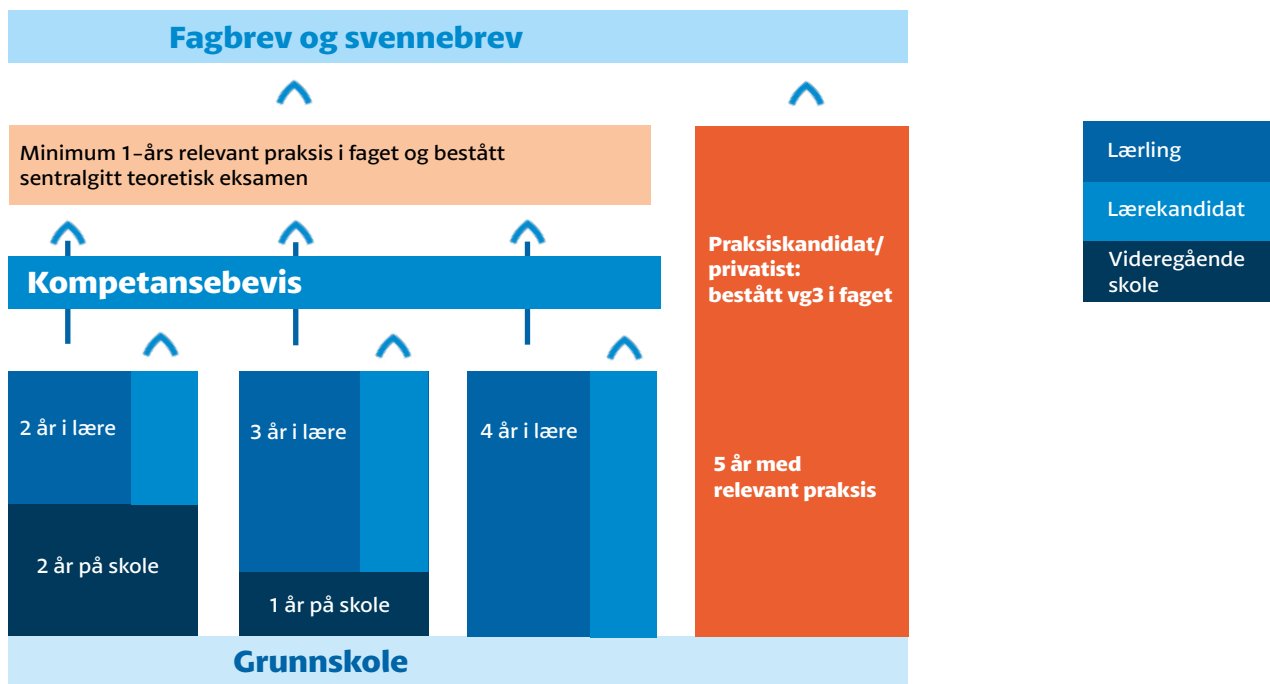 Fagbrev og svennebrev
Minimum 1-års relevant praksis i faget og bestått
sentralgitt teoretisk eksamen
Kompetansebevis
2 år i lære
2 år på skole
3 år i lære
1 år på skole
4 år i lære
Praksiskandidat/
privatist:
bestått vg3 i faget
5 år med
relevant praksis
Grunnskole
Lærling
Lærekandidat
Videregående
skole